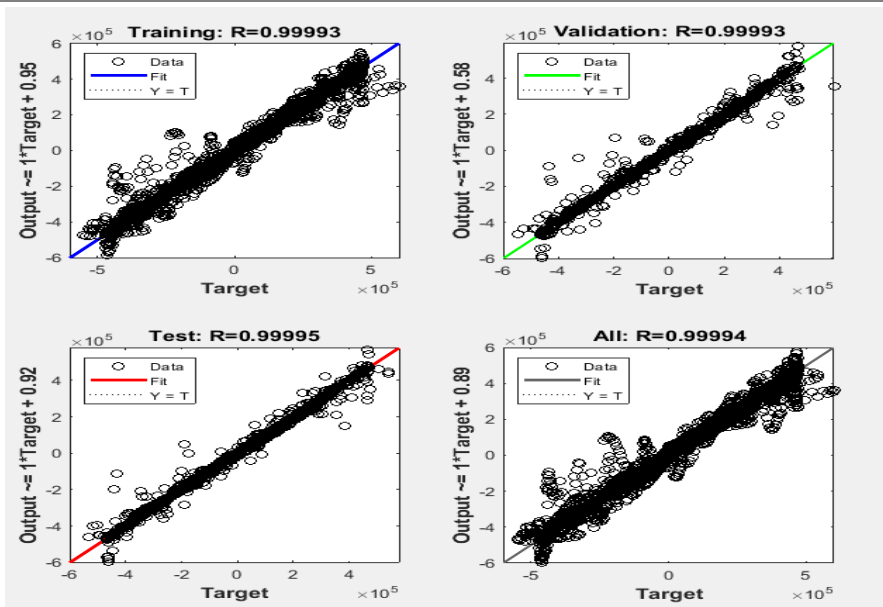 Training: R=0.99993
×10^5
Output ~= 1*Target + 0.95
6
4
2
0
-2
-4
-6
Data
Fit
Y = T
-5
0
5
Target
×10^5
Validation: R=0.99993
×10^5
Output ~= 1*Target + 0.58
6
4
2
0
-2
-4
-6
Data
Fit
Y = T
-6
-4
-2
0
2
4
Target
×10^5
Test: R=0.99995
×10^5
Output ~= 1*Target + 0.92
4
2
0
-2
-4
-6
Data
Fit
Y = T
-6
-4
-2
0
2
4
Target
×10^5
All: R=0.99994
×10^5
Output ~= 1*Target + 0.89
6
4
2
0
-2
-4
-6
Data
Fit
Y = T
-5
0
5
Target
×10^5